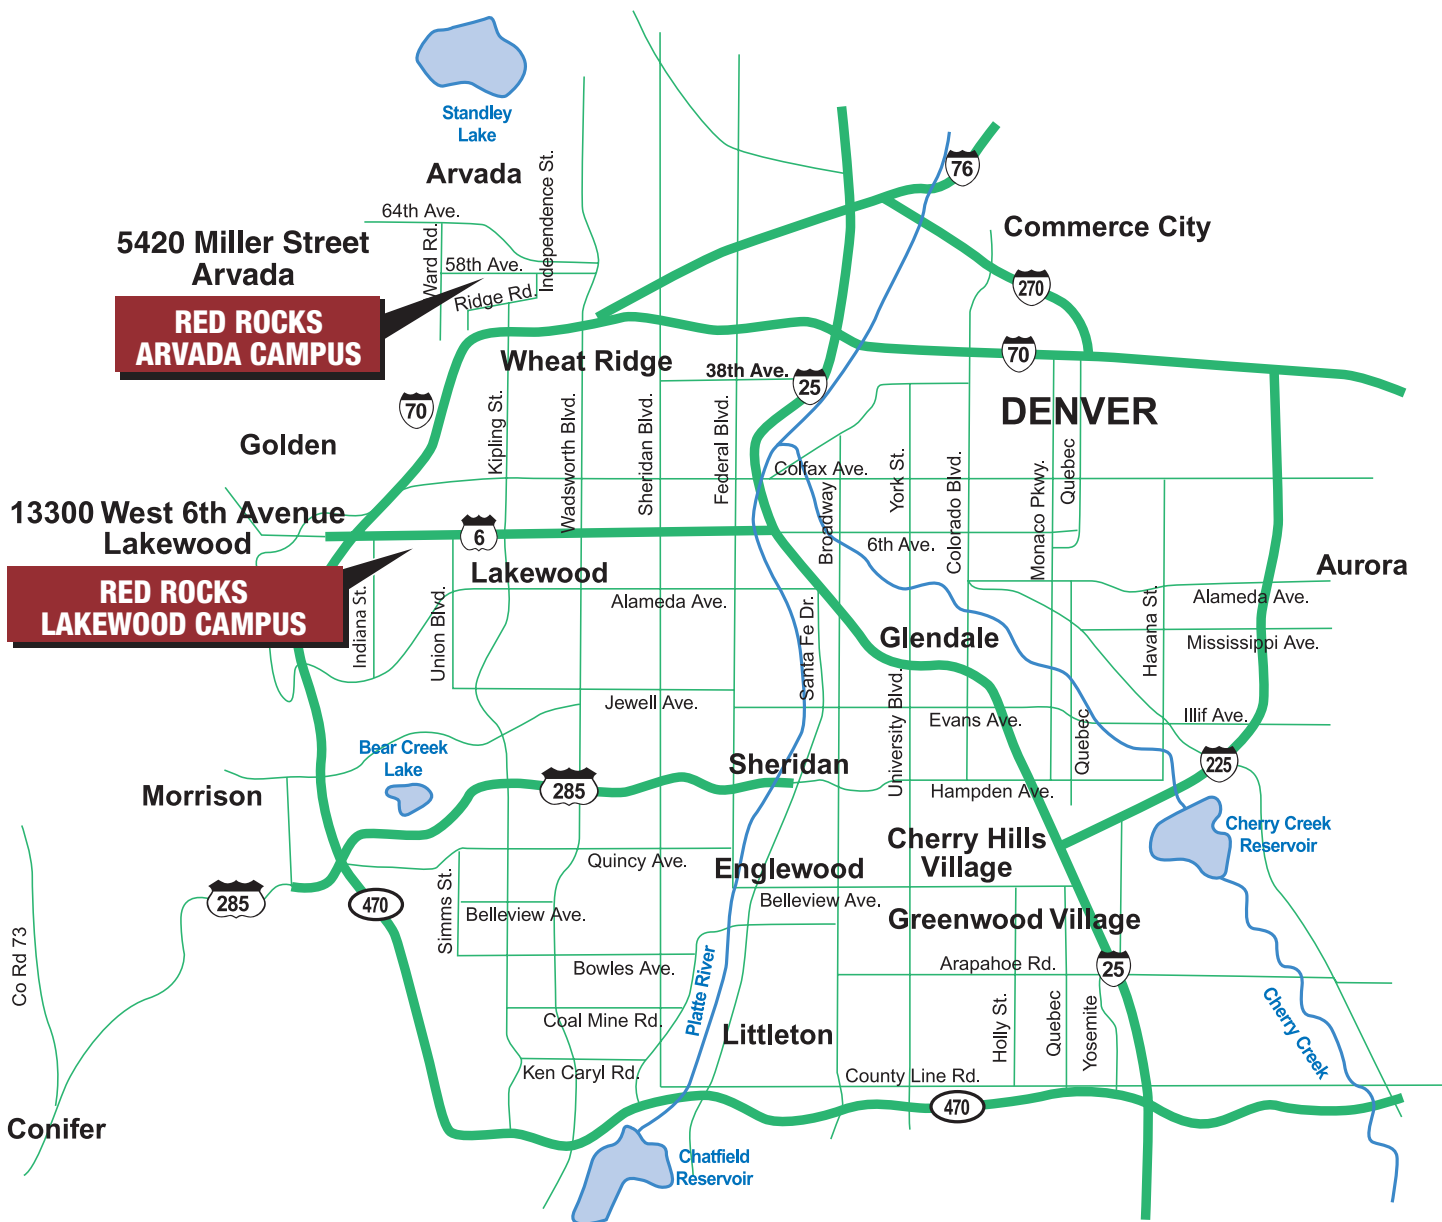 Standley
Lake
Arvada
64th Ave.
Ward Rd.
Independence St.
58th Ave.
Ridge Rd.
5420 Miller Street
Arvada
RED ROCKS
ARVADA CAMPUS
76
Commerce City
270
Wheat Ridge
38th Ave.
25
70
70
DENVER
Golden
Kipling St.
Wadsworth Blvd.
Sheridan Blvd.
Federal Blvd.
Colfax Ave.
Broadway
York St.
Colorado Blvd.
Monaco Pkwy.
Quebec
13300 West 6th Avenue
Lakewood
6
6th Ave.
RED ROCKS
LAKEWOOD CAMPUS
Lakewood
Aurora
Indiana St.
Union Blvd.
Alameda Ave.
Santa Fe Dr.
Glendale
Havana St.
Alameda Ave.
Mississippi Ave.
Jewell Ave.
University Blvd.
Evans Ave.
Quebec
Illif Ave.
Bear Creek
Lake
Sheridan
225
Morrison
285
Hampden Ave.
Cherry Hills
Village
Cherry Creek
Reservoir
Quincy Ave.
Englewood
285
470
Simms St.
Belleview Ave.
Belleview Ave.
Greenwood Village
Co Rd 73
Bowles Ave.
Platte River
Arapahoe Rd.
25
Coal Mine Rd.
Littleton
Holly St.
Quebec
Yosemite
Cherry Creek
Ken Caryl Rd.
County Line Rd.
470
Conifer
Chatfield
Reservoir